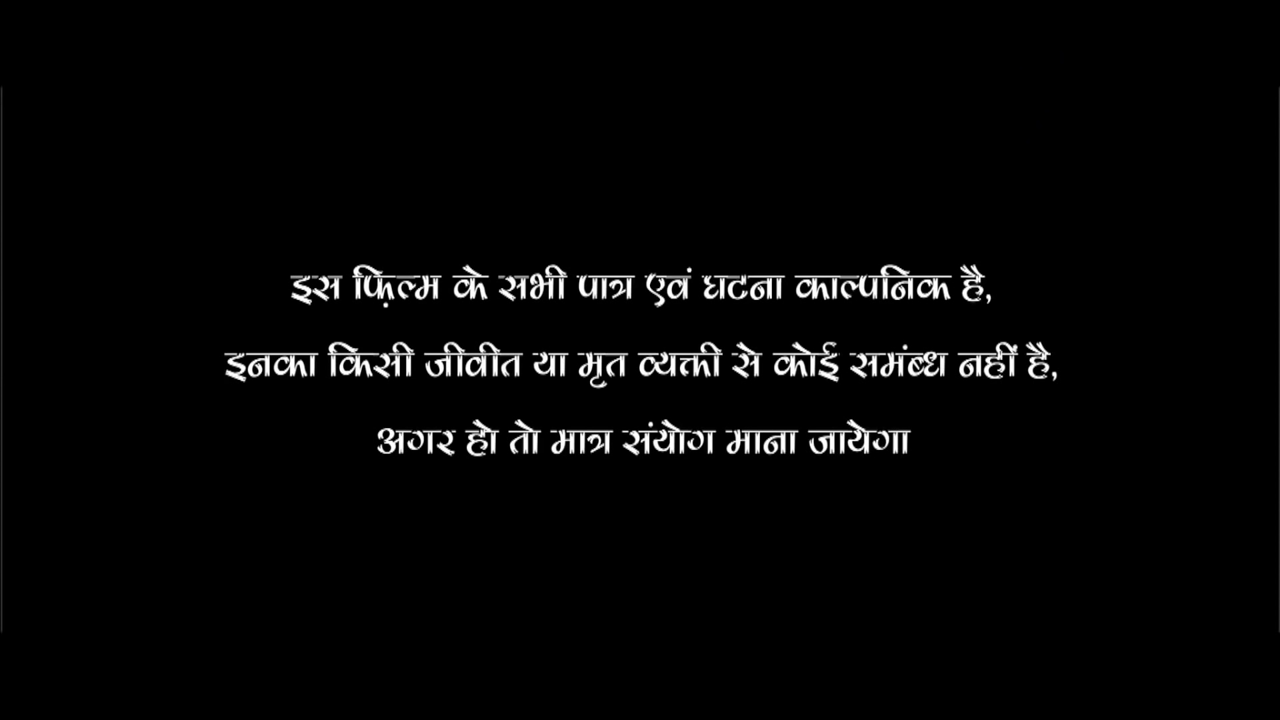 इस फ़िल्म के सभी पात्र एवं घटना काल्पनिक है,
इनका किसी जीवीत या मृत व्यक्ती से कोई समंब्ध नहीं है,
अगर हो तो मात्र संयोग माना जायेगा